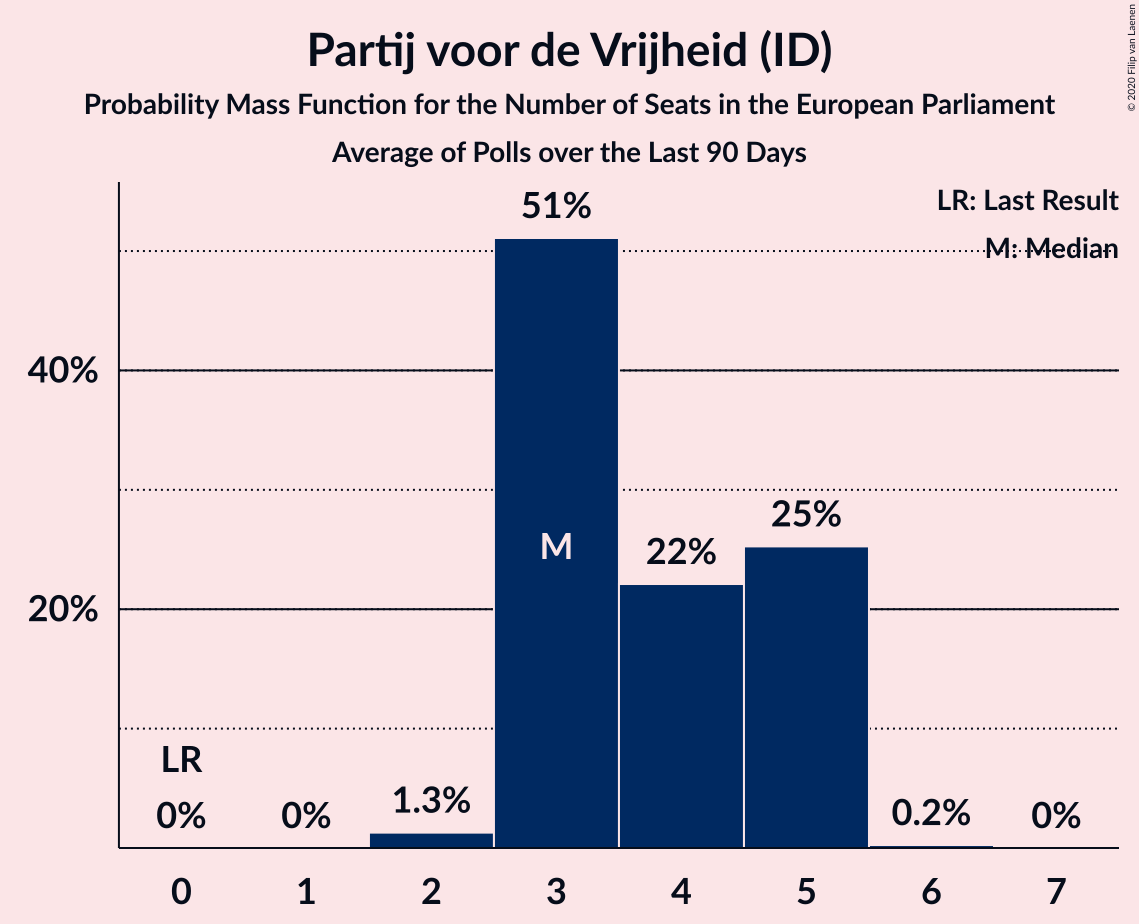 Partij voor de Vrijheid (ID)
Probability Mass Function for the Number of Seats in the European Parliament
Average of Polls over the Last 90 Days
© 2020 Filip van Laenen
LR: Last Result
M: Median
51%
40%
25%
22%
M
20%
LR
0%
0%
1.3%
0.2%
0%
0
1
2
3
4
5
6
7